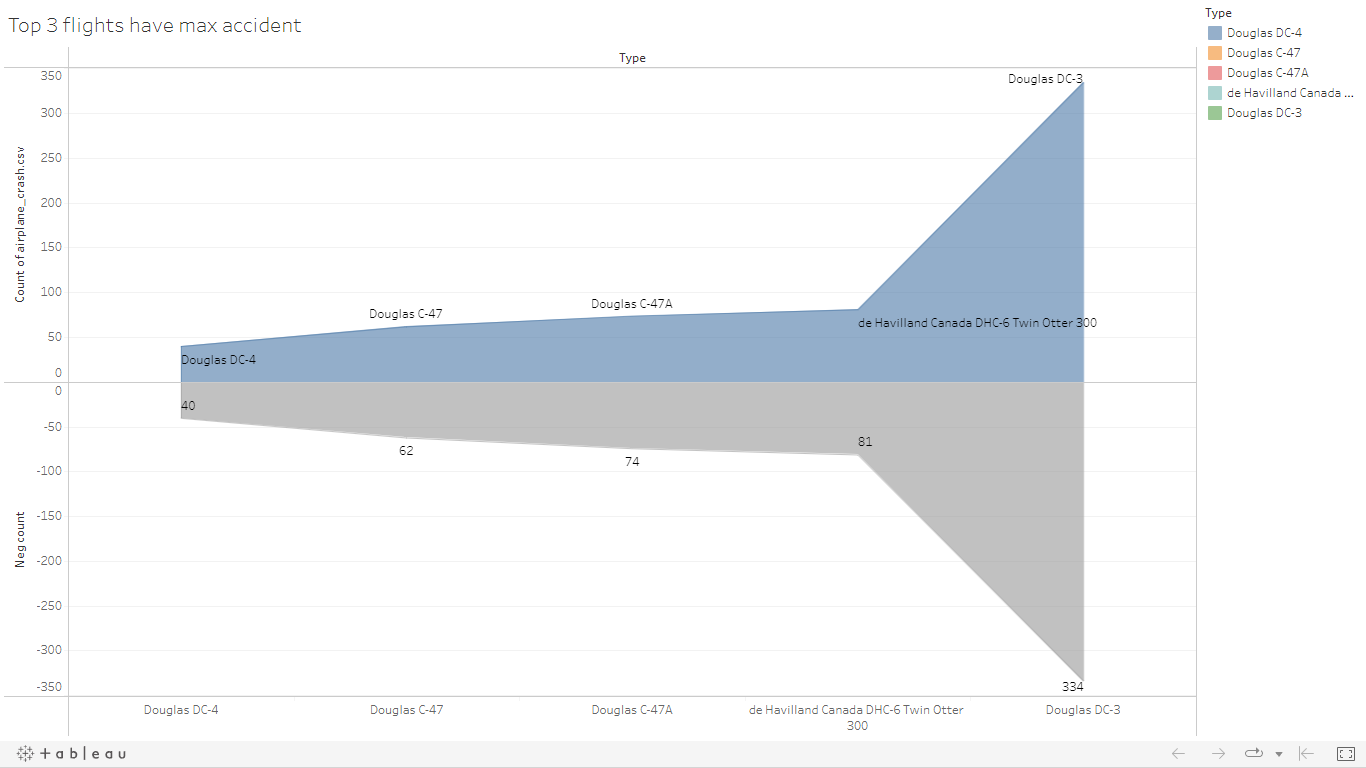 Top 3 flights have max accident
Type
Type
Douglas DC-4
Douglas C-47
Douglas C-47A
de Havilland Canada ...
Douglas DC-3
Count of airplane_crash.csv
350
300
250
200
150
100
50
0
Douglas DC-3
Douglas C-47A
Douglas C-47
de Havilland Canada DHC-6 Twin Otter 300
Douglas DC-4
Neg count
0
-50
-100
-150
-200
-250
-300
-350
40
62
74
81
334
Douglas DC-4
Douglas C-47
Douglas C-47A
de Havilland Canada DHC-6 Twin Otter
300
Douglas DC-3
+ableau